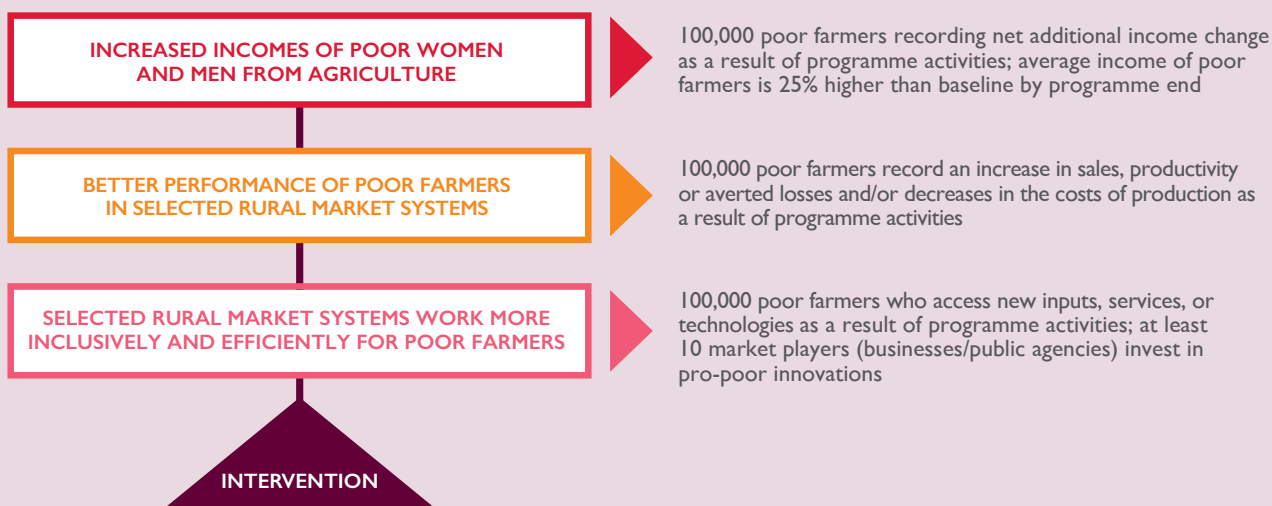 INCREASED INCOMES OF POOR WOMEN
AND MEN FROM AGRICULTURE
100,000 poor farmers recording net additional income change
as a result of programme activities; average income of poor
farmers is 25% higher than baseline by programme end
BETTER PERFORMANCE OF POOR FARMERS
IN SELECTED RURAL MARKET SYSTEMS
100,000 poor farmers record an increase in sales, productivity
or averted losses and/or decreases in the costs of production as
a result of programme activities
SELECTED RURAL MARKET SYSTEMS WORK MORE
INCLUSIVELY AND EFFICIENTLY FOR POOR FARMERS
100,000 poor farmers who access new inputs, services, or
technologies as a result of programme activities; at least
10 market players (businesses/public agencies) invest in
pro-poor innovations
INTERVENTION